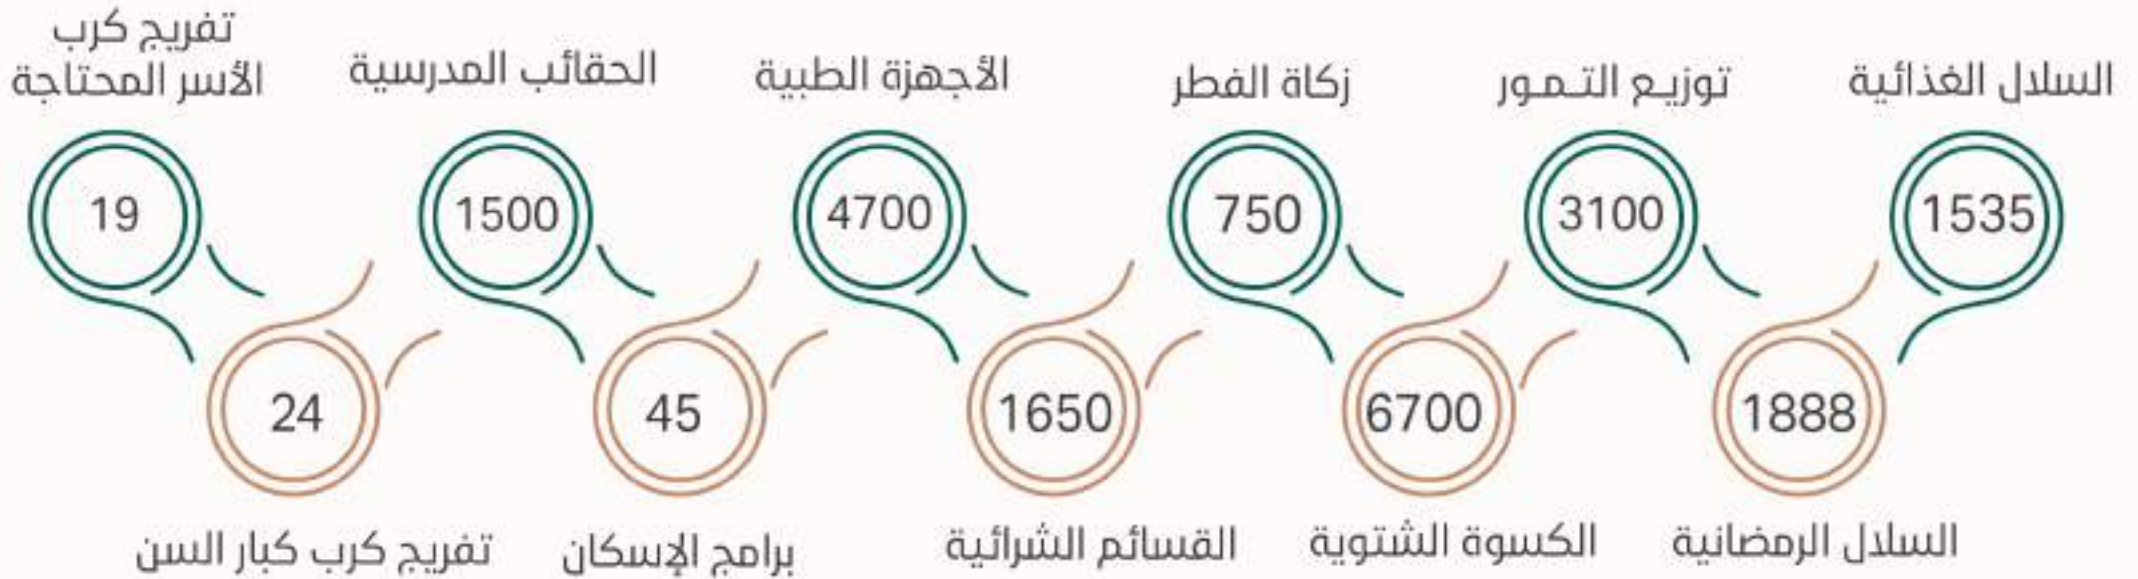 السلال الغذائية
1535
السلال الرمضانية
1888
توزيع التـمـور
3100
الكسوة الشتوية
6700
زكاة الفطر
750
القسائم الشرائية
1650
الأجهزة الطبية
4700
برامج الإسكان
45
الحقائب المدرسية
1500
تفريج كرب كبار السن
24
تفريج كرب
الأسر المحتاجة
19